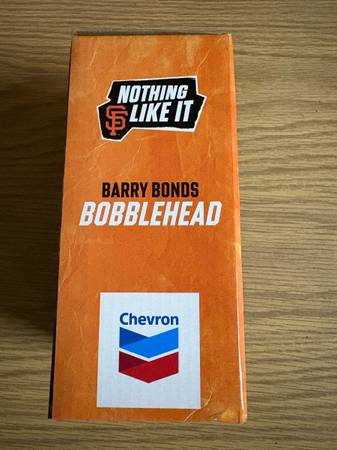 NOTHING
SF LIKE IT
BARRY BONDS
BOBBLEHEAD
Chevron